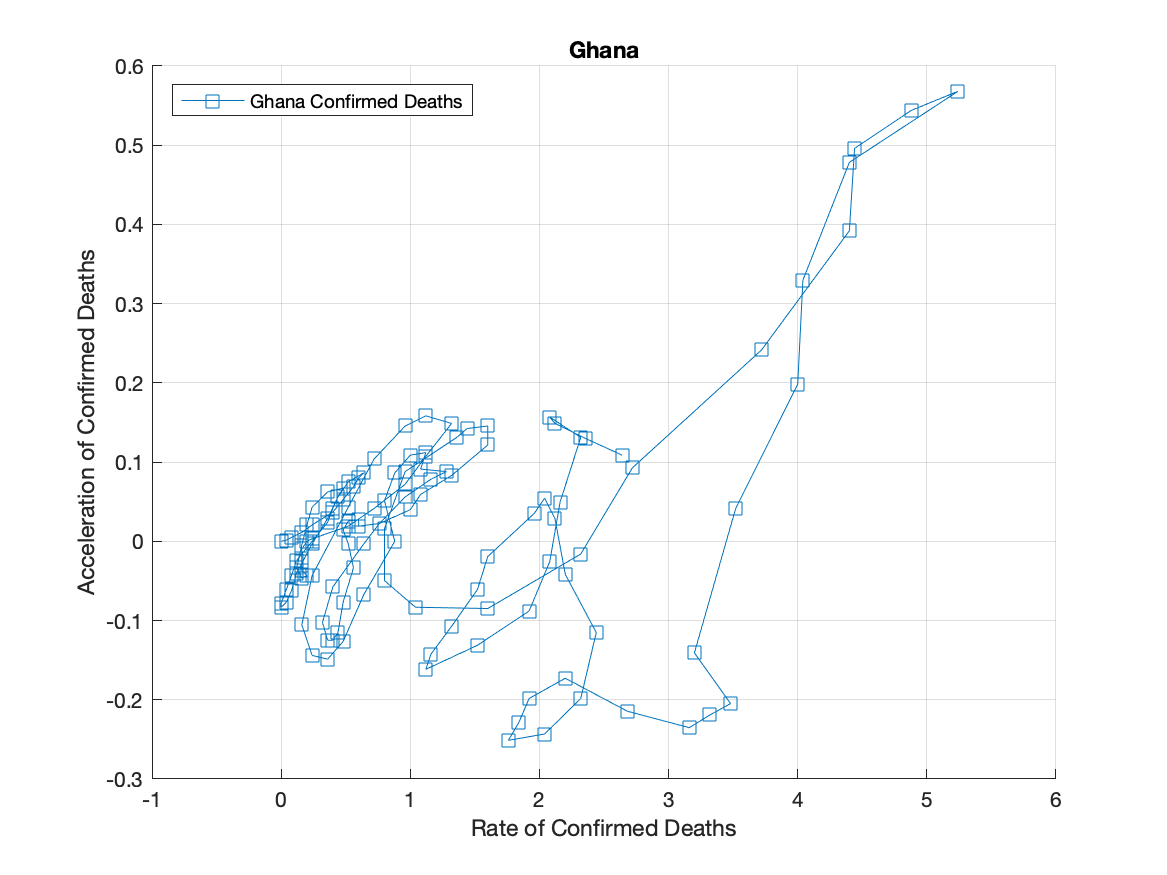 Ghana
Ghana Confirmed Deaths
0.6
0.5
0.4
0.3
0.2
0.1
0
-0.1
-0.2
-0.3
Acceleration of Confirmed Deaths
-1 0 1 2 3 4 5 6
Rate of Confirmed Deaths